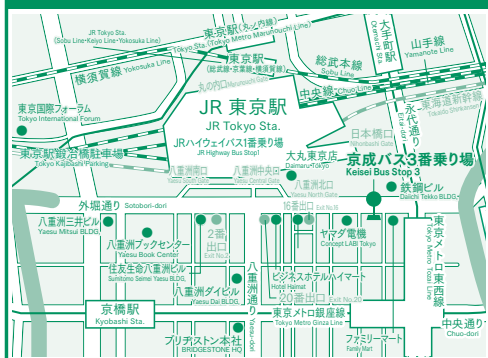 東京駅(丸ノ内線)
Tokyo Sta.(Tokyo Metro Marunouchi Line)
JR Tokyo Sta.
(Sobu Line･Keiyo Line･Yokosuka Line)
東京駅
(総武線・京葉線・横須賀線)
大手町駅
Otemachi Sta.
山手線
Yamanote Line
横須賀線 Yokosuka Line
総武本線
Sobu Line
丸の内口 Marunouchi Gate
中央線 Chuo Line
東海道新幹線
Tokaido Shinkansen
永代通り
Eitai-dori
東京国際フォーラム
Tokyo International Forum
JR 東京駅
JR Tokyo Sta.
JRハイウェイバス1番乗り場
JR Highway Bus Stop1
日本橋口
Nihonbashi Gate
東京駅鍛冶橋駐車場
Tokyo Kajibashi Parking
大丸東京店
Daimaru-Tokyo
京成バス3番乗り場
Keisei Bus Stop 3
八重洲南口
八重洲中央口
Yaesu Central Gate
八重洲北口
Yaesu North Gate
鉄鋼ビル
Daiichi Tekko BLDG.
外堀通り Sotobori-dori
16番出口 Exit No.16
八重洲三井ビル
Yaesu Mitsui BLDG.
八重洲ブックセンター
Yaesu Book Center
2番
出口
Exit No.2
ヤマダ電機
Concept LABI Tokyo
東京メトロ東西線
Tokyo Metro Tozai Line
住友生命八重洲ビル
Sumitomo Seimei Yaesu BLDG.
ビジネスホテルハイマート
Hotel Heimat
八重洲ダイビル
Yaesu Dai BLDG.
八重洲通り
Yaesu-dori
20番出口 Exit No.20
京橋駅
Kyobashi Sta.
東京メトロ銀座線
Tokyo Metro Ginza Line
中央通り
Chuo-dori
ブリヂストン本社
BRIDGESTONE HQ
ファミリーマート
Family Mart